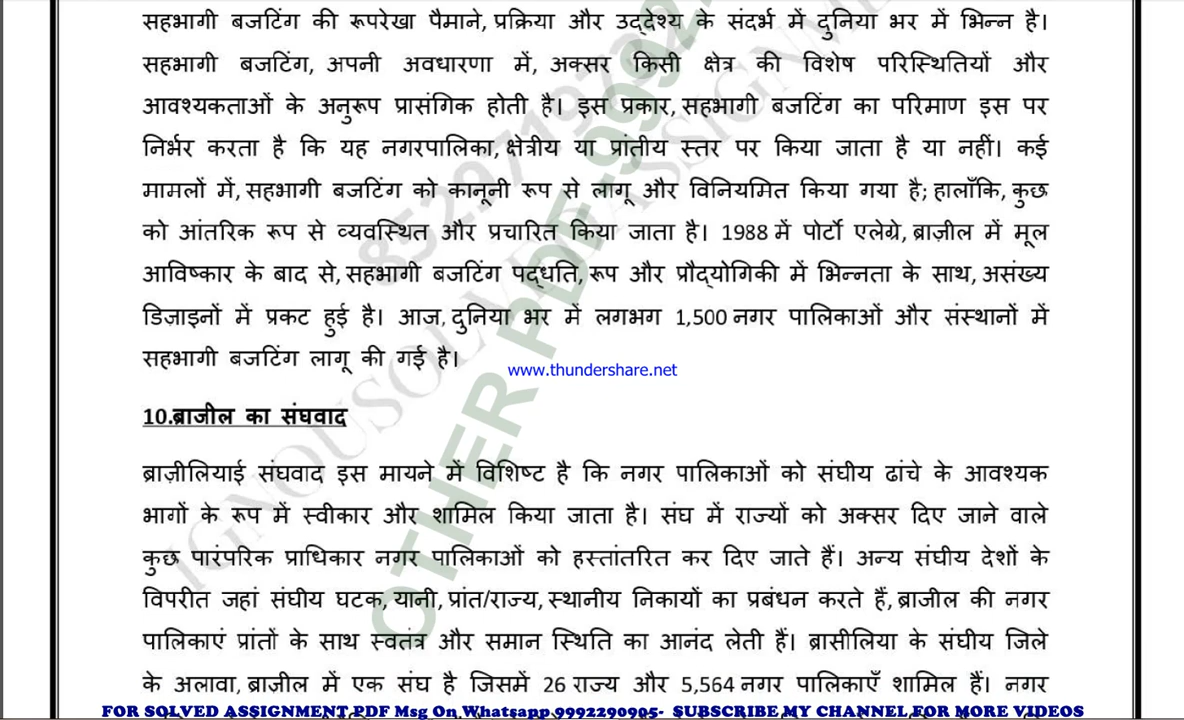 सहभागी बजटिंग की रूपरेखा पैमाने, प्रक्रिया और उद्देश्य के संदर्भ में दुनिया भर में भिन्न है।
सहभागी बजटिंग, अपनी अवधारणा में, अक्सर किसी क्षेत्र की विशेष परिस्थितियों और
आवश्यकताओं के अनुरूप प्रासंगिक होती है। इस प्रकार, सहभागी बजटिंग का परिमाण इस पर
निर्भर करता है कि यह नगरपालिका, क्षेत्रीय या प्रांतीय स्तर पर किया जाता है या नहीं। कई
मामलों में, सहभागी बजटिंग को कानूनी रूप से लागू और विनियमित किया गया है; हालाँकि, कुछ
को आंतरिक रूप से व्यवस्थित और प्रचारित किया जाता है। 1988 में पोर्टो एलेग्रे, ब्राज़ील में मूल
आविष्कार के बाद से, सहभागी बजटिंग पद्धति, रूप और प्रौद्योगिकी में भिन्नता के साथ, असंख्य
डिज़ाइनों में प्रकट हुई है। आज, दुनिया भर में लगभग 1,500 नगर पालिकाओं और संस्थानों में
सहभागी बजटिंग लागू की गई है।
www.thundershare.net
10.ब्राजील का संघवाद
ब्राज़ीलियाई संघवाद इस मायने में विशिष्ट है कि नगर पालिकाओं को संघीय ढांचे के आवश्यक
भागों के रूप में स्वीकार और शामिल किया जाता है। संघ में राज्यों को अक्सर दिए जाने वाले
कुछ पारंपरिक प्राधिकार नगर पालिकाओं को हस्तांतरित कर दिए जाते हैं। अन्य संघीय देशों के
विपरीत जहां संघीय घटक, यानी, प्रांत/राज्य, स्थानीय निकायों का प्रबंधन करते हैं, ब्राजील की नगर
पालिकाएं प्रांतों के साथ स्वतंत्र और समान स्थिति का आनंद लेती हैं। ब्रासीलिया के संघीय जिले
के अलावा, ब्राज़ील में एक संघ है जिसमें 26 राज्य और 5,564 नगर पालिकाएँ शामिल हैं। नगर
FOR SOLVED ASSIGNMENT PDF Msg On Whatsapp 9992290905- SUBSCRIBE MY CHANNEL FOR MORE VIDEOS
OTHER PDF-9992